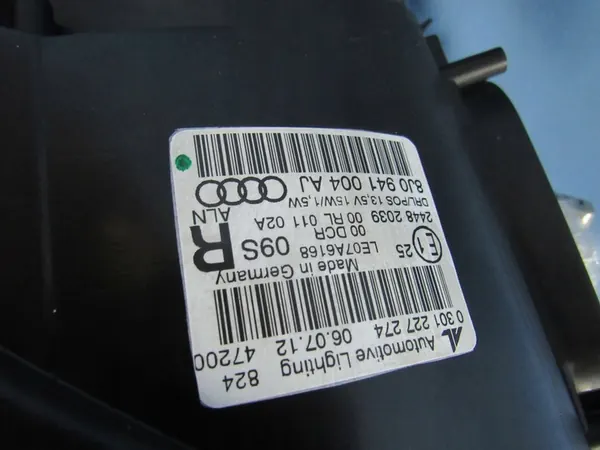 AL Automotive Lighting 824
0 301 227 274 06.07.12 47200
Made in Germany
LE07A6168 09S
00 DCR R
E1 25
00 RL 011 02A
2448 2039 ALN
DRL/POS 13,5V 15W/1,5W
8J0 941 004 AJ